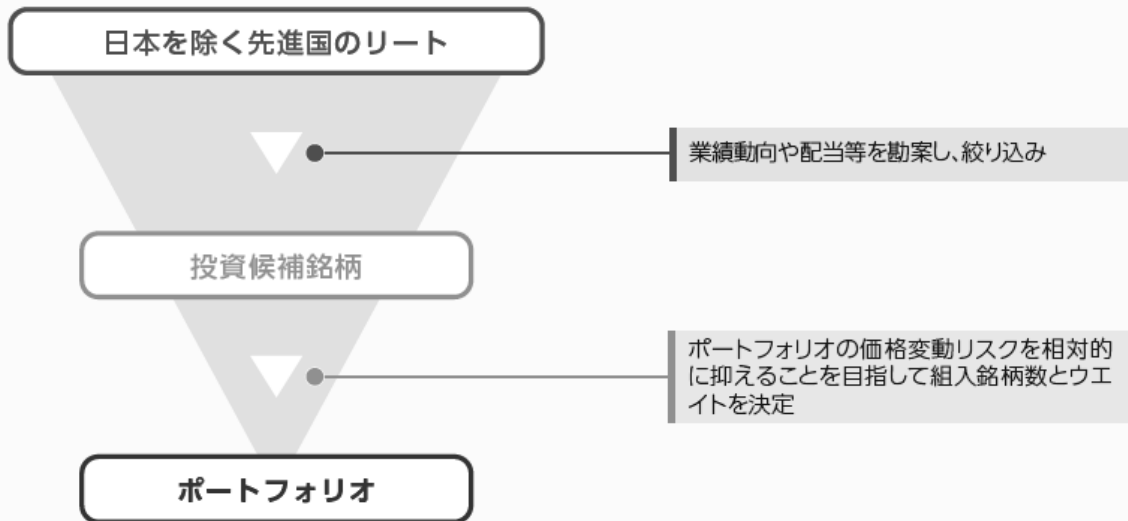 日本を除く先進国のリート
業績動向や配当等を勘案し、絞り込み
投資候補銘柄
ポートフォリオの価格変動リスクを相対的
に抑えることを目指して組入銘柄数とウエ
イトを決定
ポートフォリオ